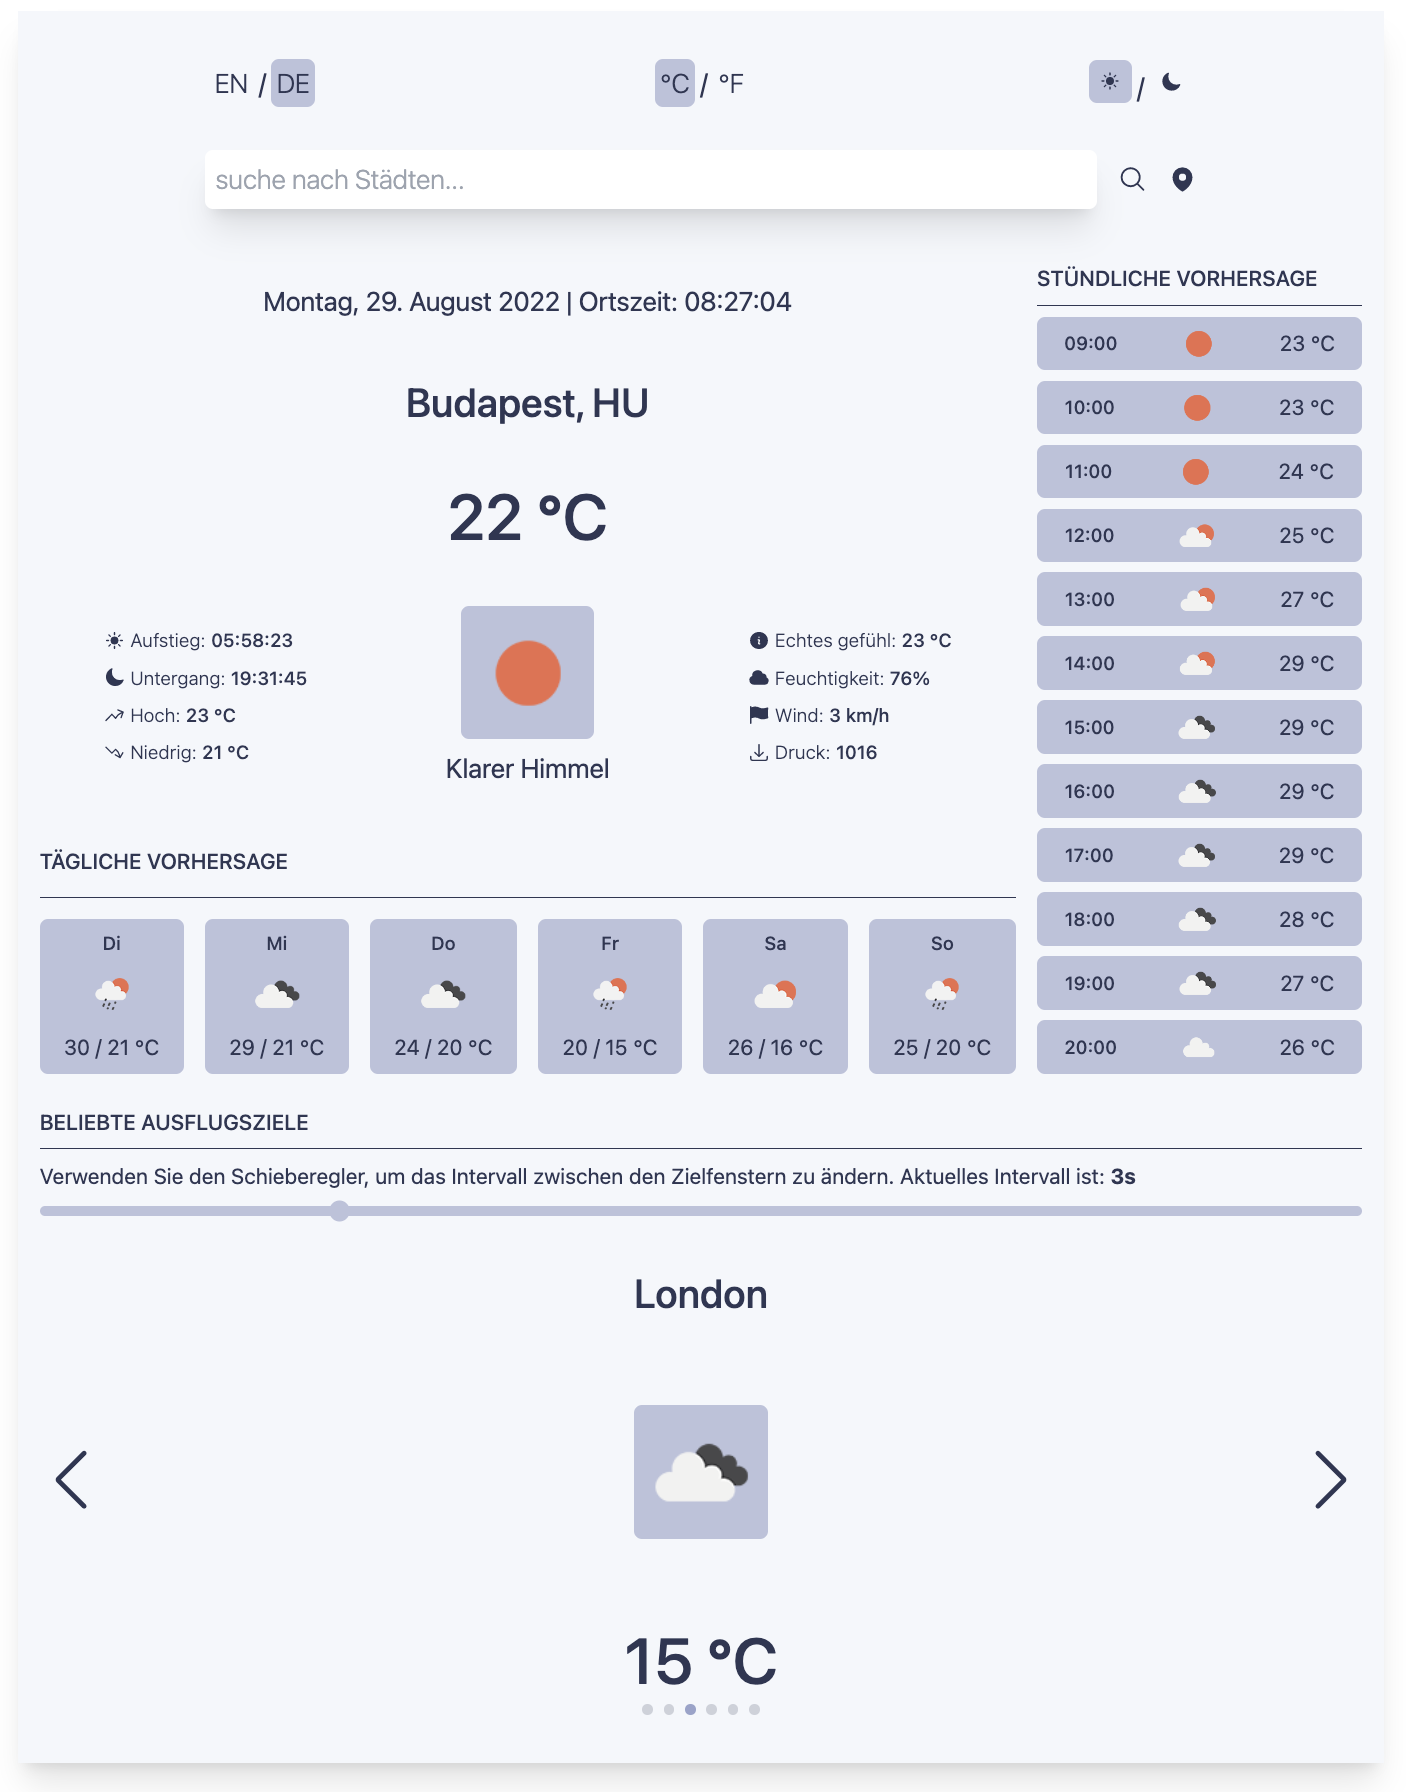 EN / DE
°C / °F
/
suche nach Städten...
Montag, 29. August 2022 | Ortszeit: 08:27:04
Budapest, HU
22 °C
Aufstieg: 05:58:23
Untergang: 19:31:45
Hoch: 23 °C
Niedrig: 21 °C
Klarer Himmel
Echtes gefühl: 23 °C
Feuchtigkeit: 76%
Wind: 3 km/h
Druck: 1016
STÜNDLICHE VORHERSAGE
09:00 23 °C
10:00 23 °C
11:00 24 °C
12:00 25 °C
13:00 27 °C
14:00 29 °C
15:00 29 °C
16:00 29 °C
17:00 29 °C
18:00 28 °C
19:00 27 °C
20:00 26 °C
TÄGLICHE VORHERSAGE
Di
30 / 21 °C
Mi
29 / 21 °C
Do
24 / 20 °C
Fr
20 / 15 °C
Sa
26 / 16 °C
So
25 / 20 °C
BELIEBTE AUSFLUGSZIELE
Verwenden Sie den Schieberegler, um das Intervall zwischen den Zielfenstern zu ändern. Aktuelles Intervall ist: 3s
London
15 °C